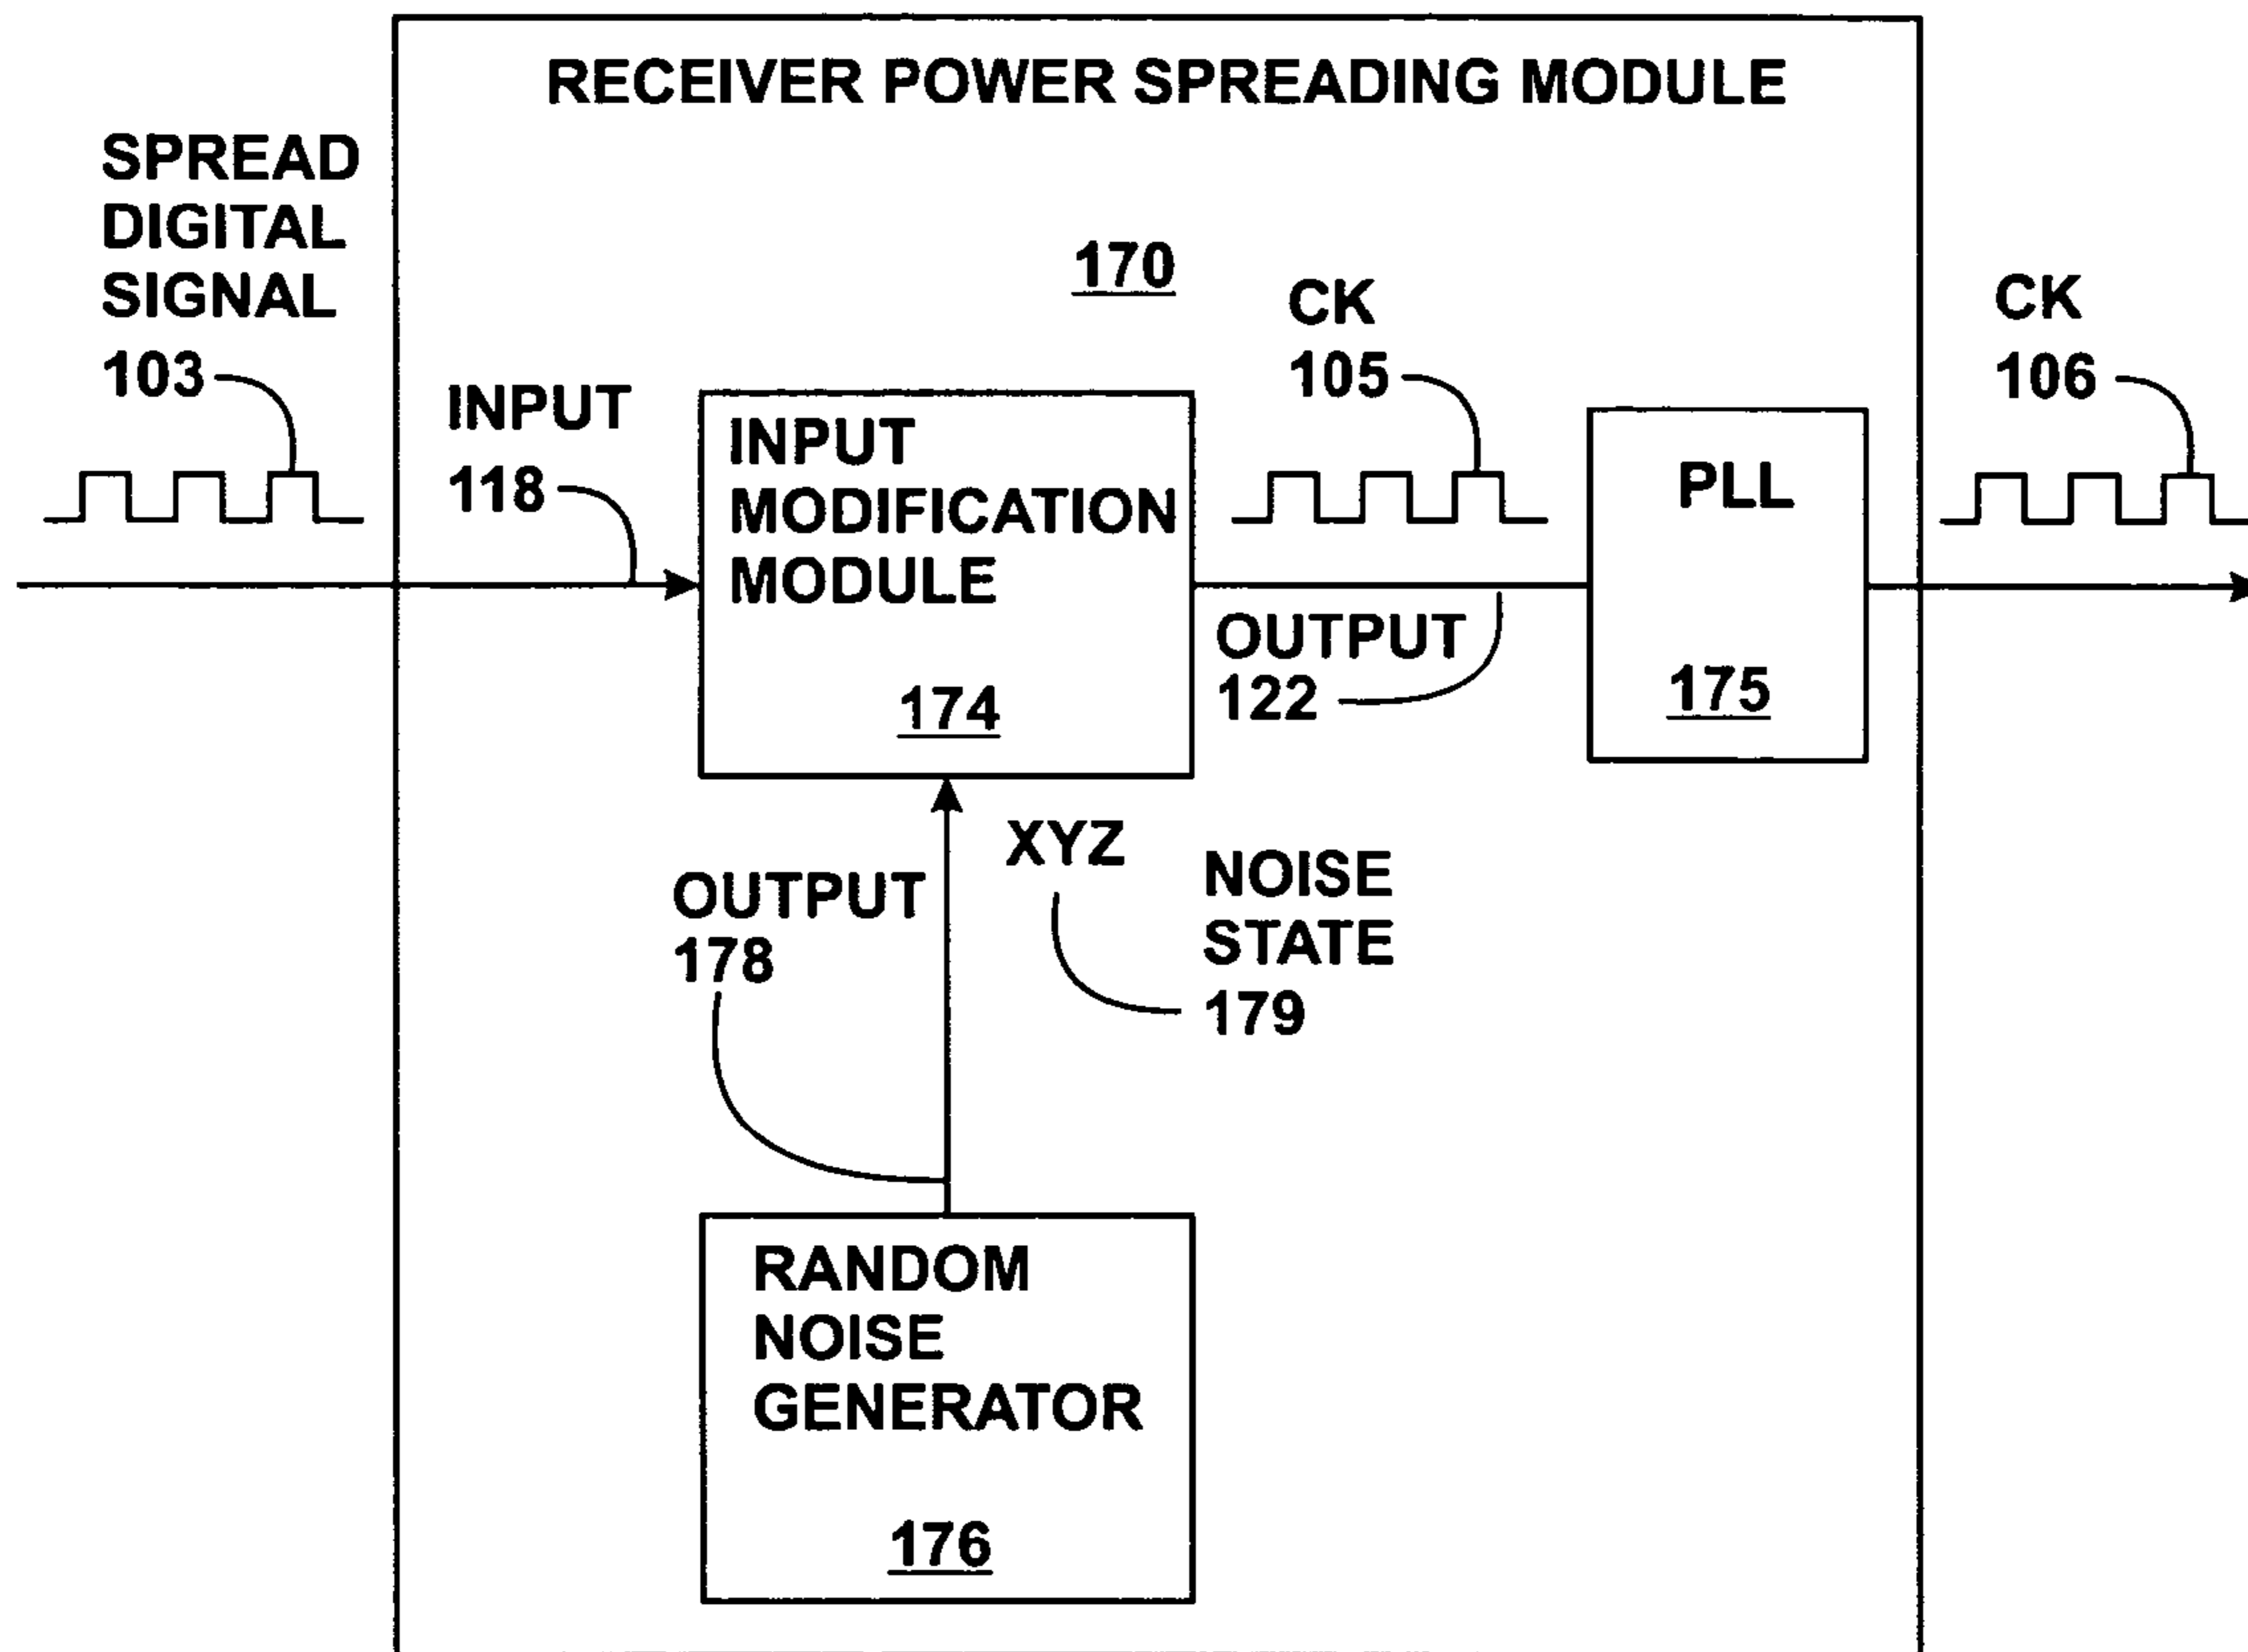 RECEIVER POWER SPREADING MODULE
SPREAD
DIGITAL
SIGNAL
103
170
INPUT
118
INPUT
MODIFICATION
MODULE
174
CK
105
OUTPUT
122
PLL
175
CK
106
XYZ
NOISE
STATE
179
OUTPUT
178
RANDOM
NOISE
GENERATOR
176